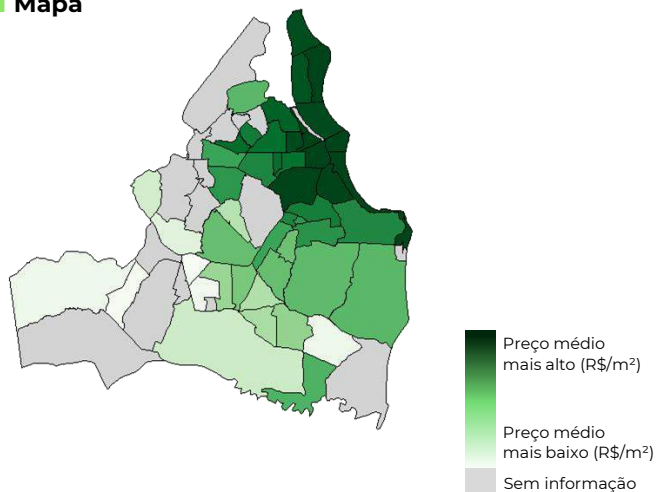 Mapa
Preço médio
mais alto (R$/m²)
Preço médio
mais baixo (R$/m²)
Sem informação